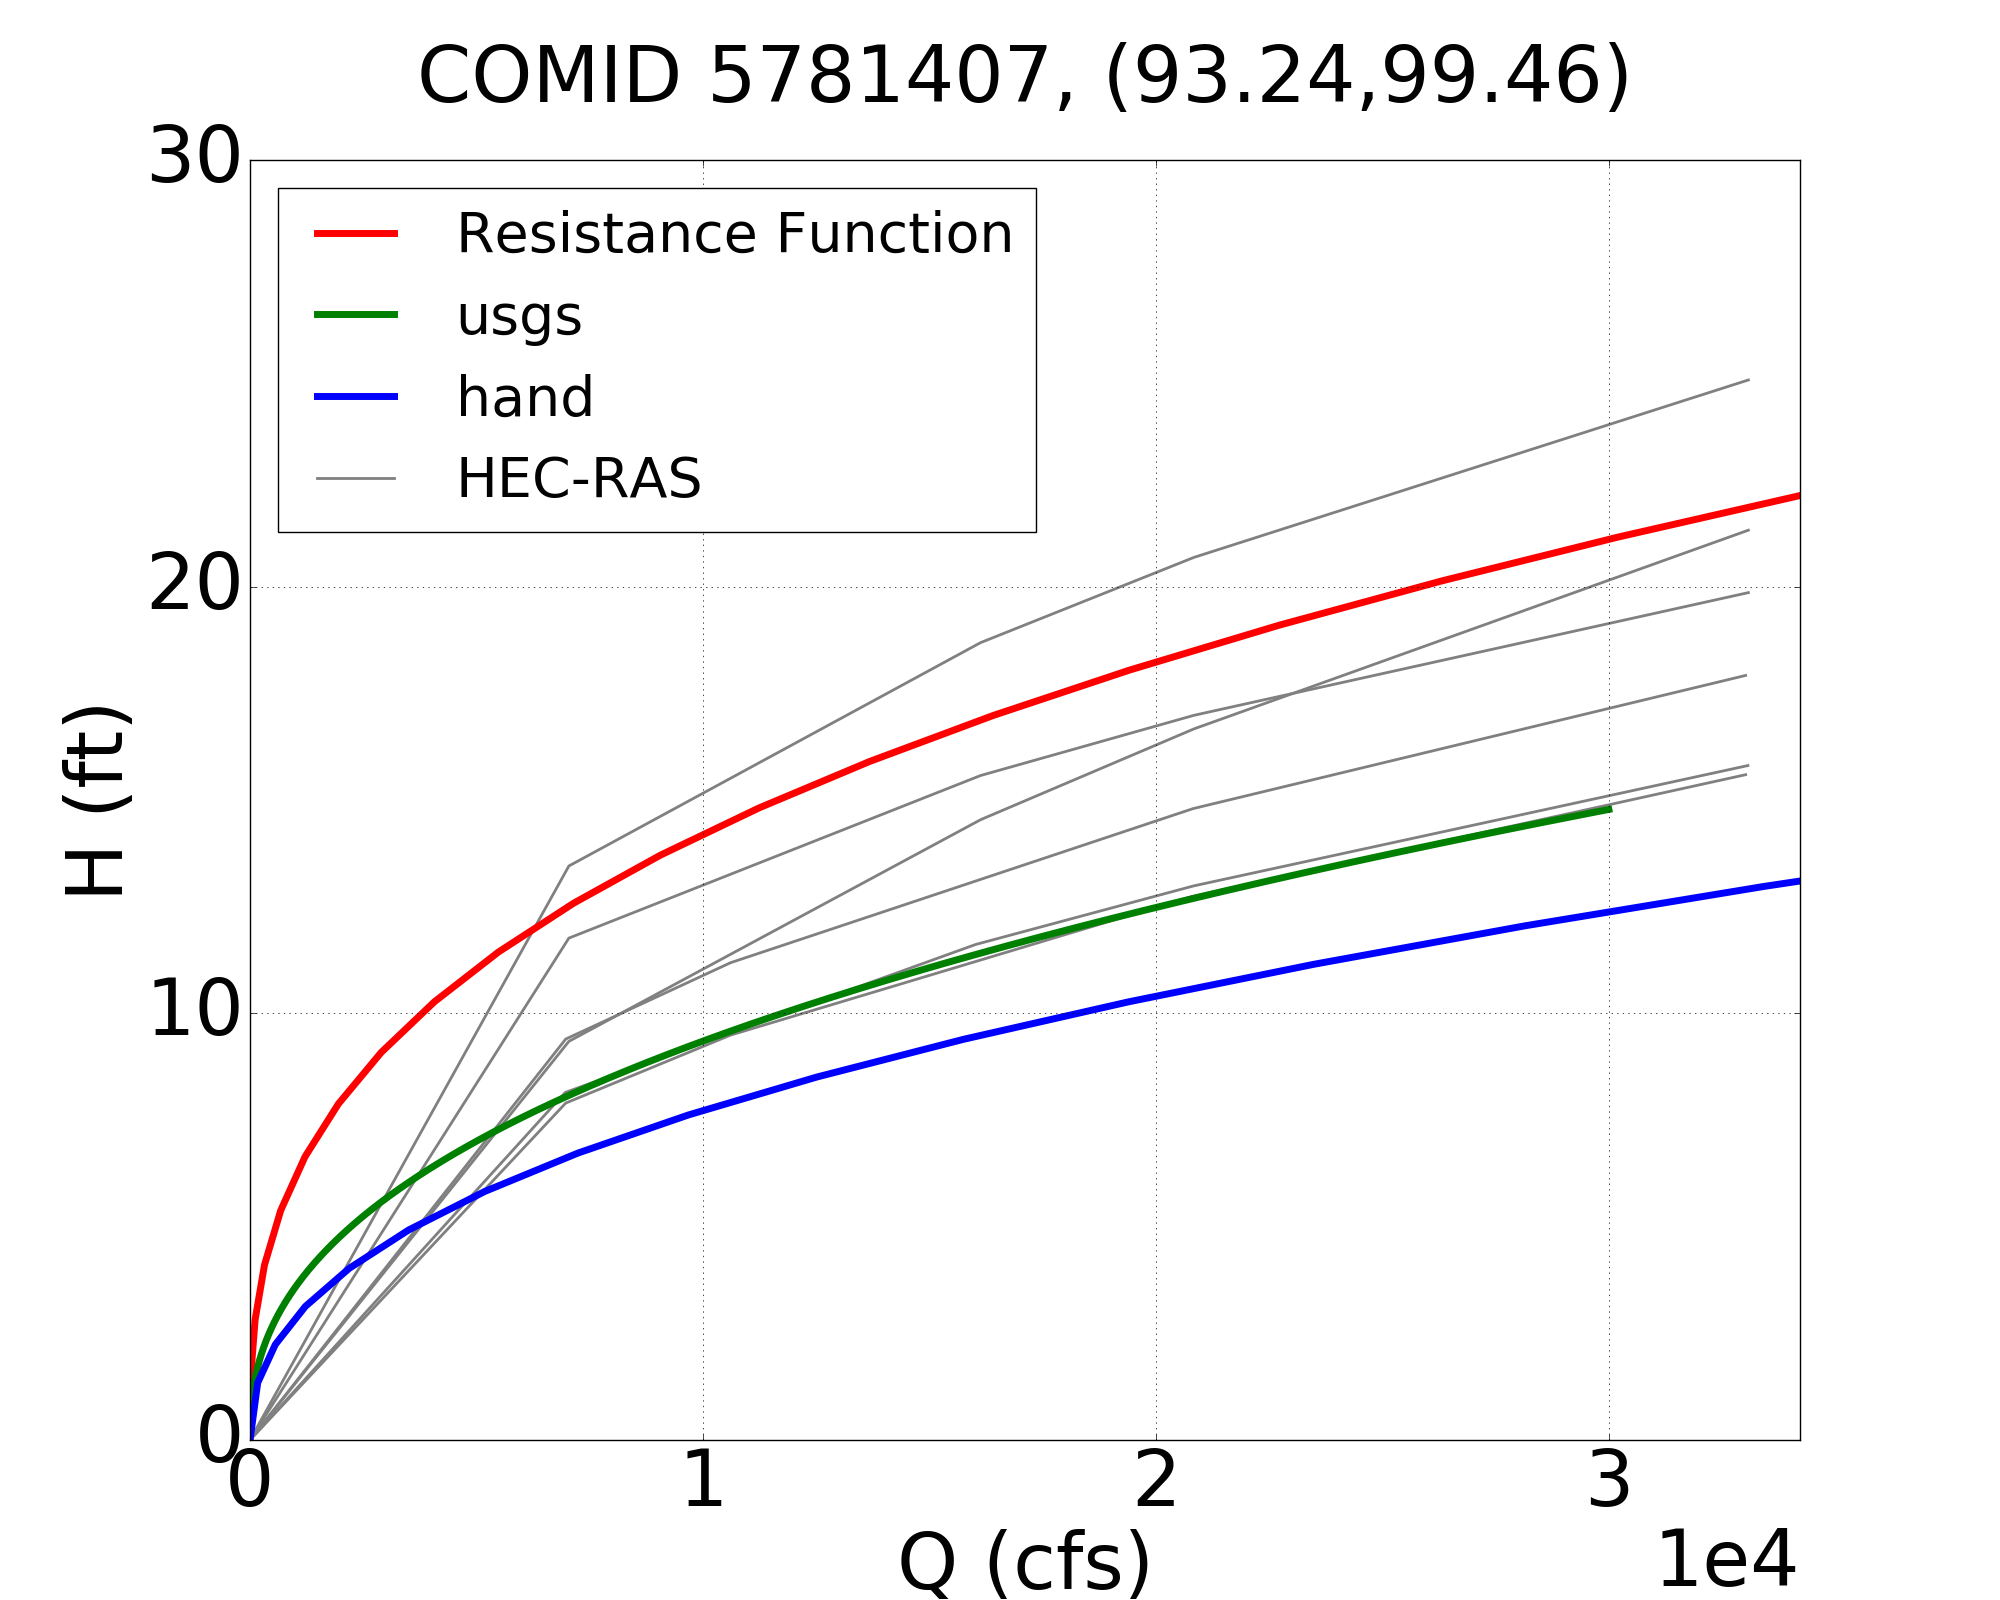 COMID 5781407, (93.24,99.46)
30
20
10
0
H (ft)
Resistance Function
usgs
hand
HEC-RAS
0 1 2 3
1e4
Q (cfs)